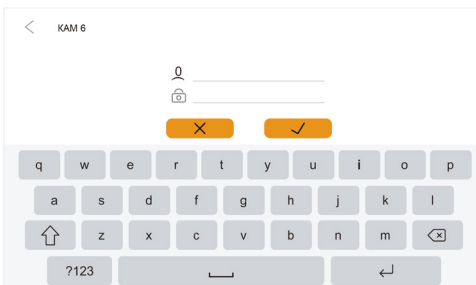 KAM 6
q w e r t y u i o p
a s d f g h j k l
z x c v b n m
?123